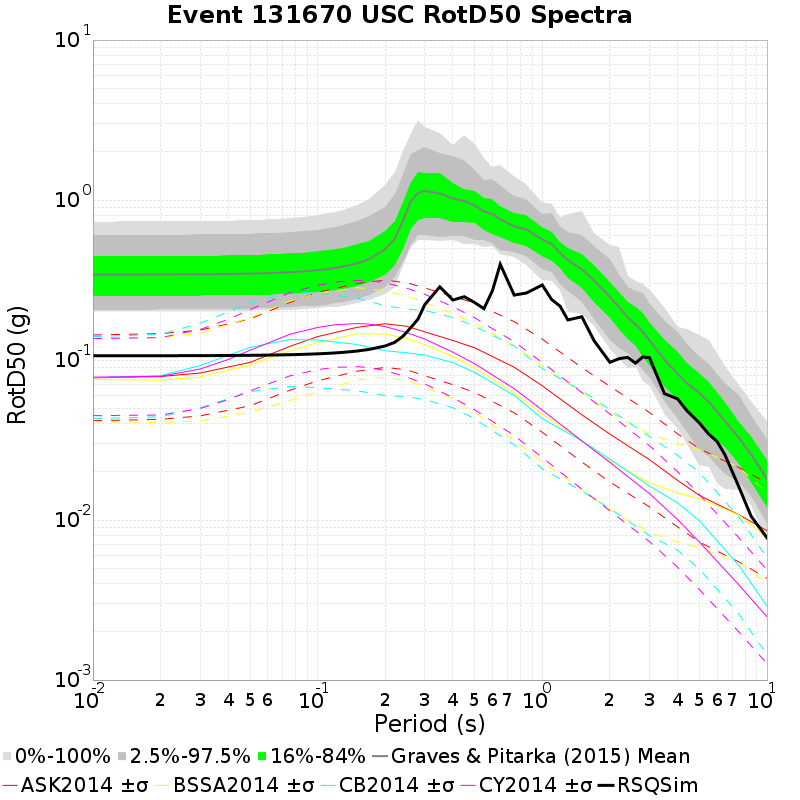 Event 131670 USC RotD50 Spectra
10^1
10^0
10^-1
10^-2
10^-3
RotD50 (g)
10^-2 2 3 4 5 6 10^-1 2 3 4 5 6 7 10^0 2 3 4 5 6 7 10^1
Period (s)
0%-100% 2.5%-97.5% 16%-84% Graves & Pitarka (2015) Mean
ASK2014 ±σ BSSA2014 ±σ CB2014 ±σ CY2014 ±σ RSQSim